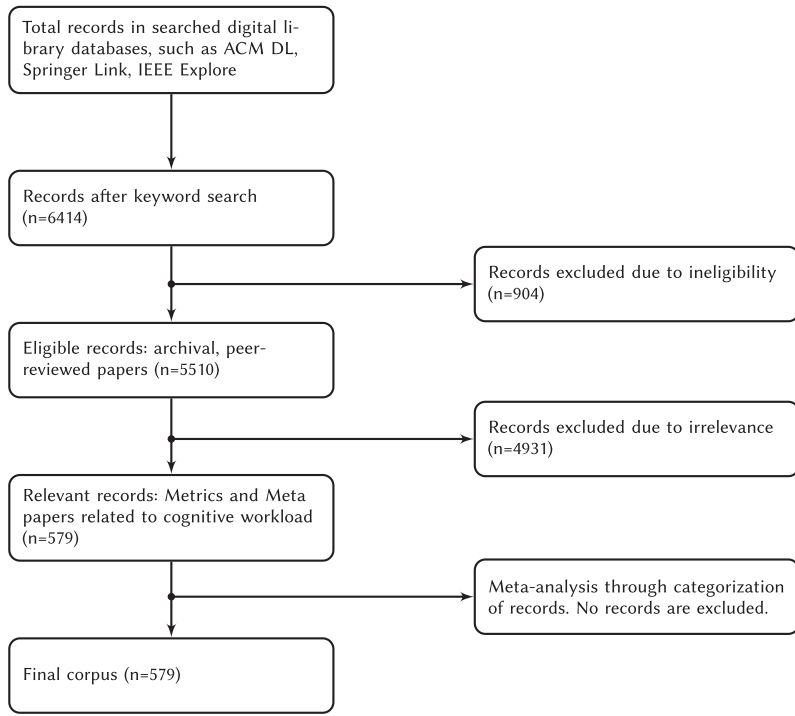 Total records in searched digital li-
brary databases, such as ACM DL,
Springer Link, IEEE Explore
Records after keyword search
(n=6414)
Records excluded due to ineligibility
(n=904)
Eligible records: archival, peer-
reviewed papers (n=5510)
Records excluded due to irrelevance
(n=4931)
Relevant records: Metrics and Meta
papers related to cognitive workload
(n=579)
Meta-analysis through categorization
of records. No records are excluded.
Final corpus (n=579)